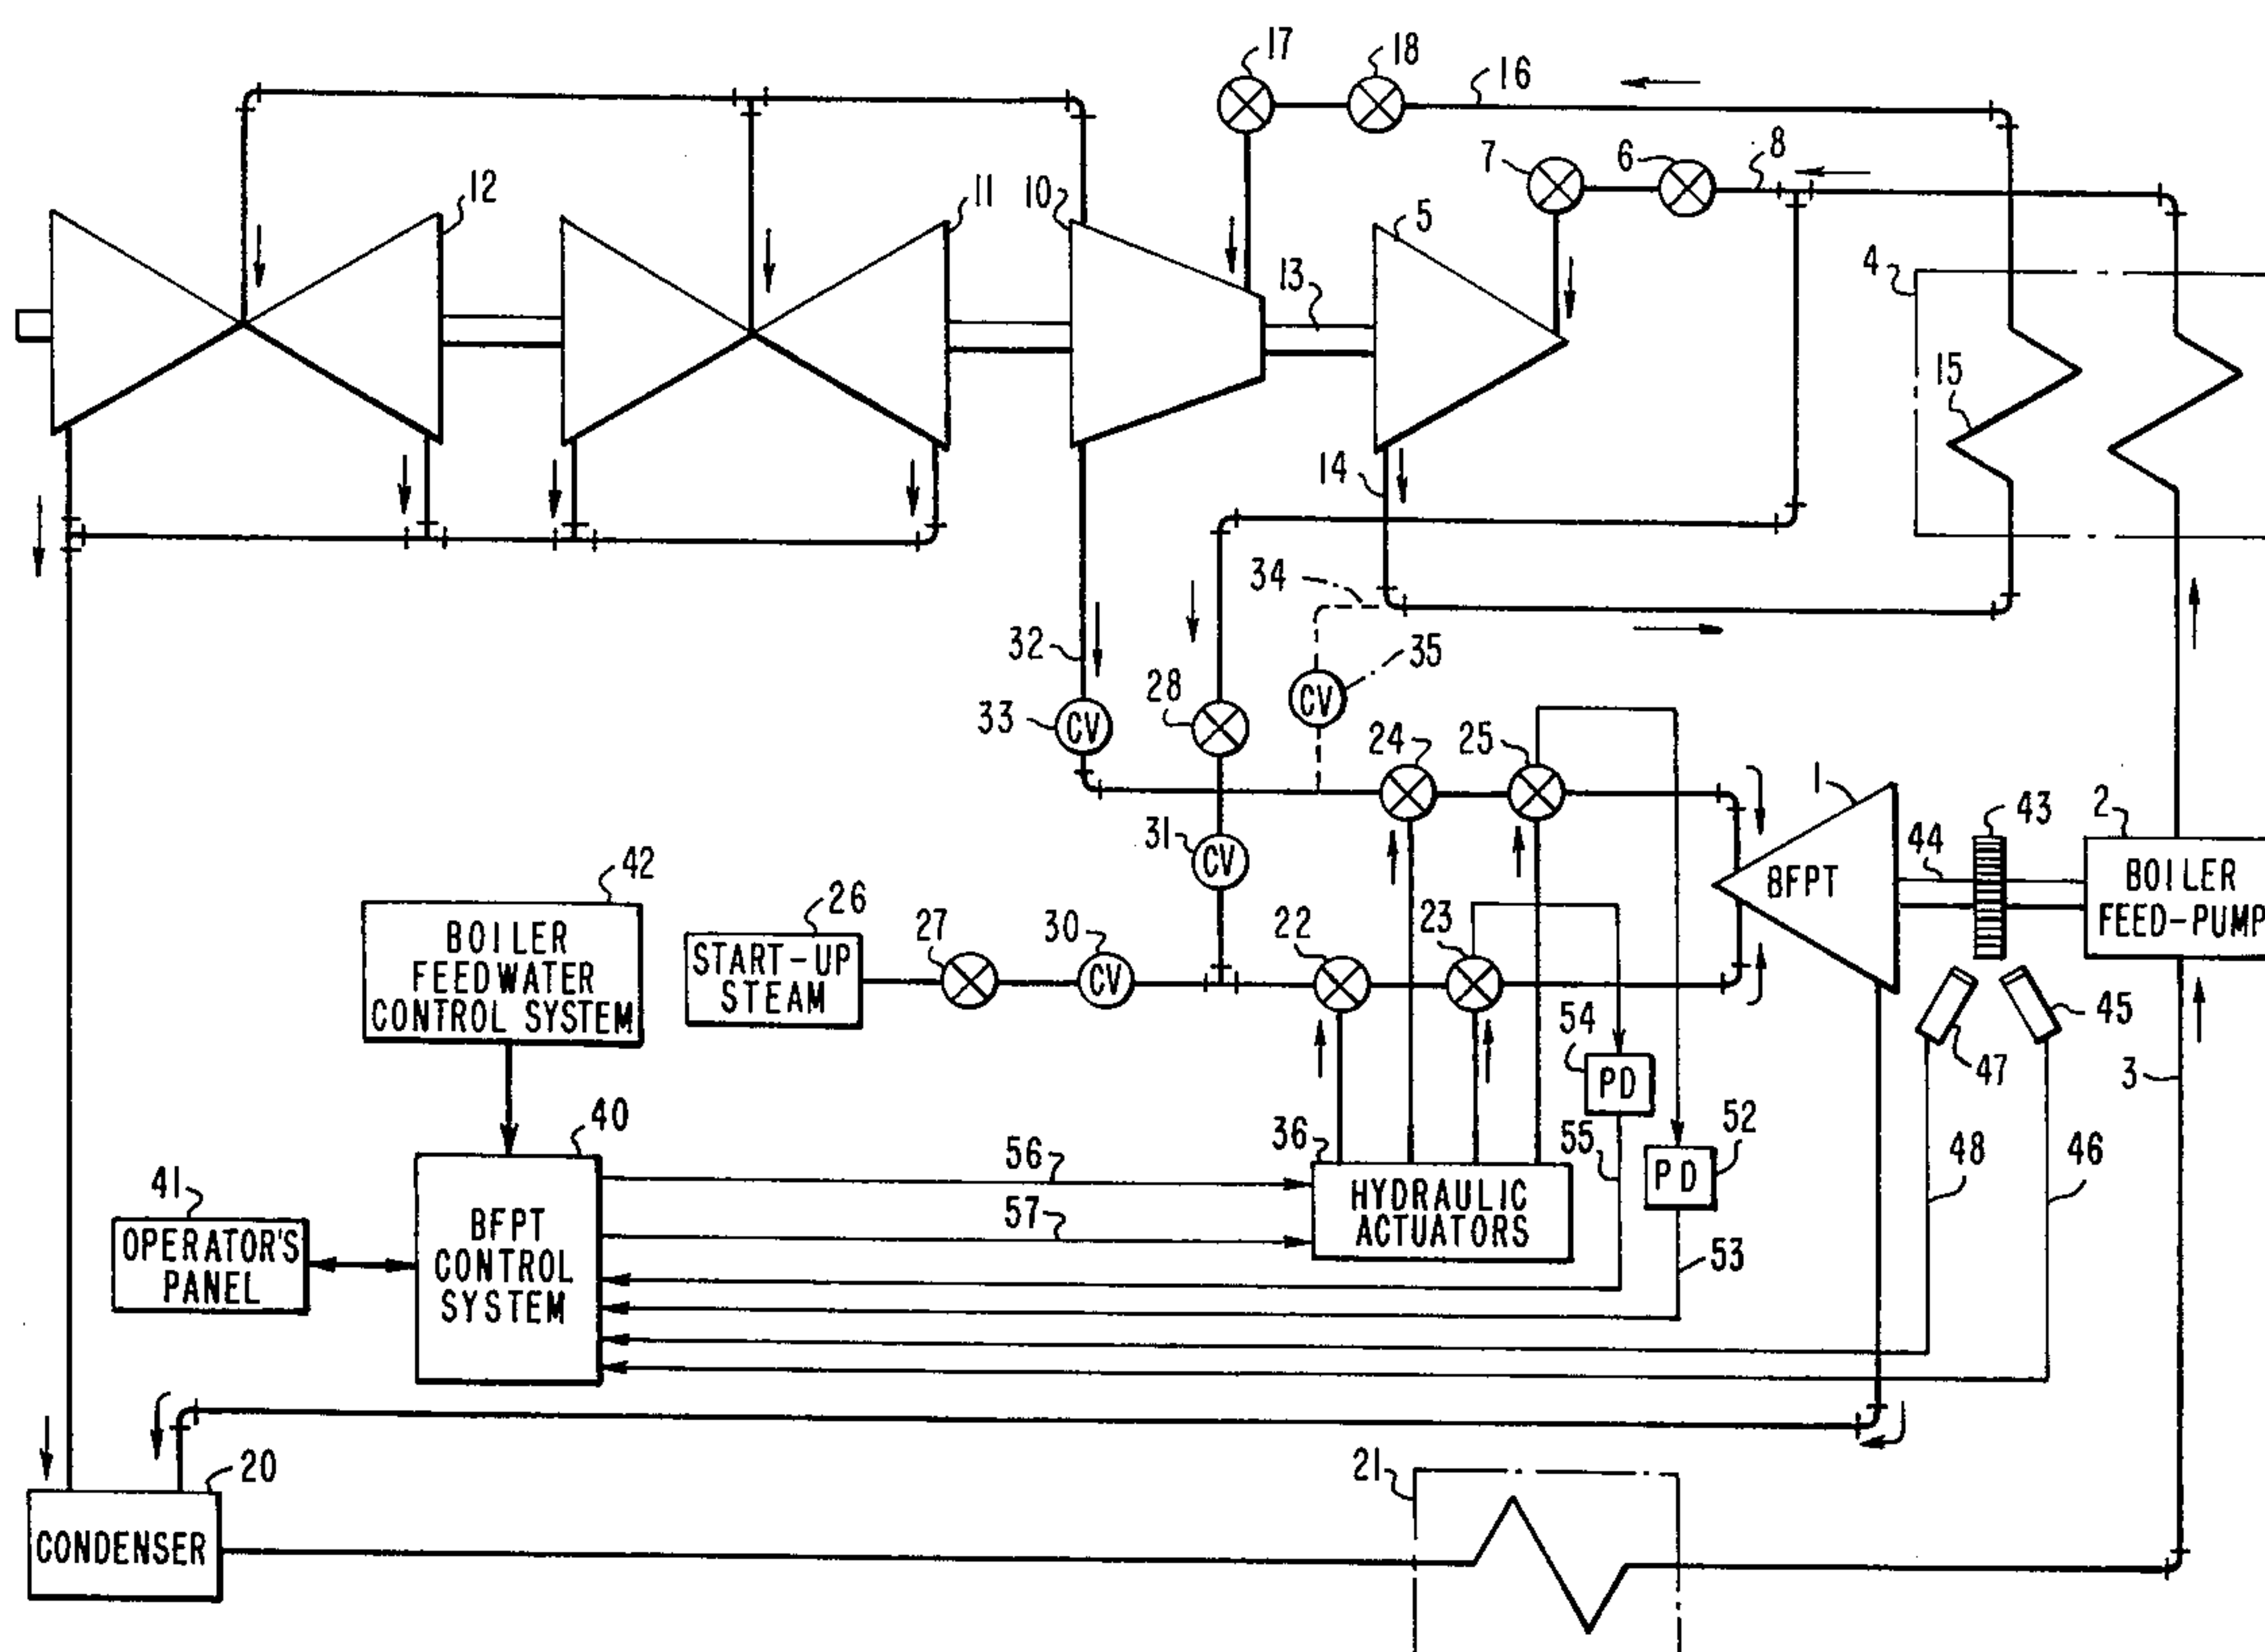 17
18
16
12
11
10
7
6
8
5
4
13
15
14
34
32
35
28
33
CV
CV
24
25
1
43
2
31
CV
44
BFPT
BOILER
FEED-PUMP
42
BOILER
FEEDWATER
CONTROL SYSTEM
26
START-UP
STEAM
27
30
CV
22
23
54
PD
47
45
3
40
41
OPERATOR'S
PANEL
BFPT
CONTROL
SYSTEM
56
57
36
HYDRAULIC
ACTUATORS
55
52
PD
53
48
46
20
CONDENSER
21